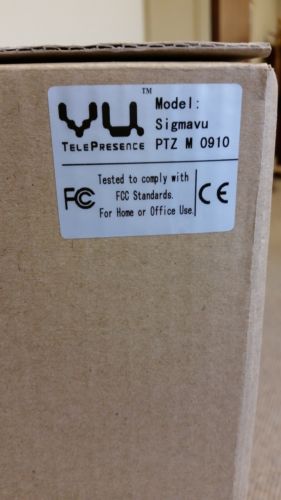 VU™
TELEPRESENCE
Model:
Sigmavu
PTZ M 0910
FC
Tested to comply with
FCC Standards.
For Home or Office Use.
CE